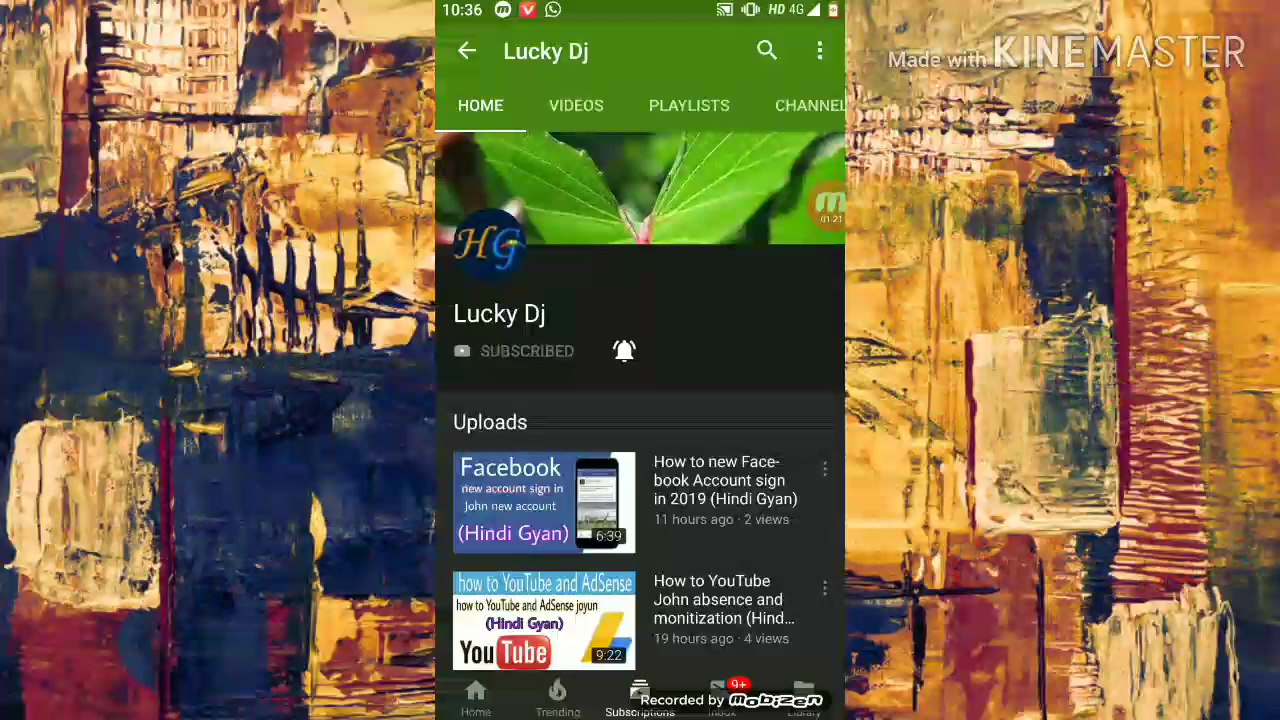 10:36 HD 4G
Made with KINEMASTER
Lucky Dj
HOME VIDEOS PLAYLISTS CHANNEL
01:21
HG
Lucky Dj
SUBSCRIBED
Uploads
Facebook
new account sign in
John new account
(Hindi Gyan)
6:39
How to new Face-
book Account sign
in 2019 (Hindi Gyan)
11 hours ago · 2 views
how to YouTube and AdSense
how to YouTube and AdSense joyun
(Hindi Gyan)
YouTube
9:22
How to YouTube
John absence and
monitization (Hind...
19 hours ago · 4 views
9+
Recorded by Mobizen
Home Trending Subscriptions Inbox Library